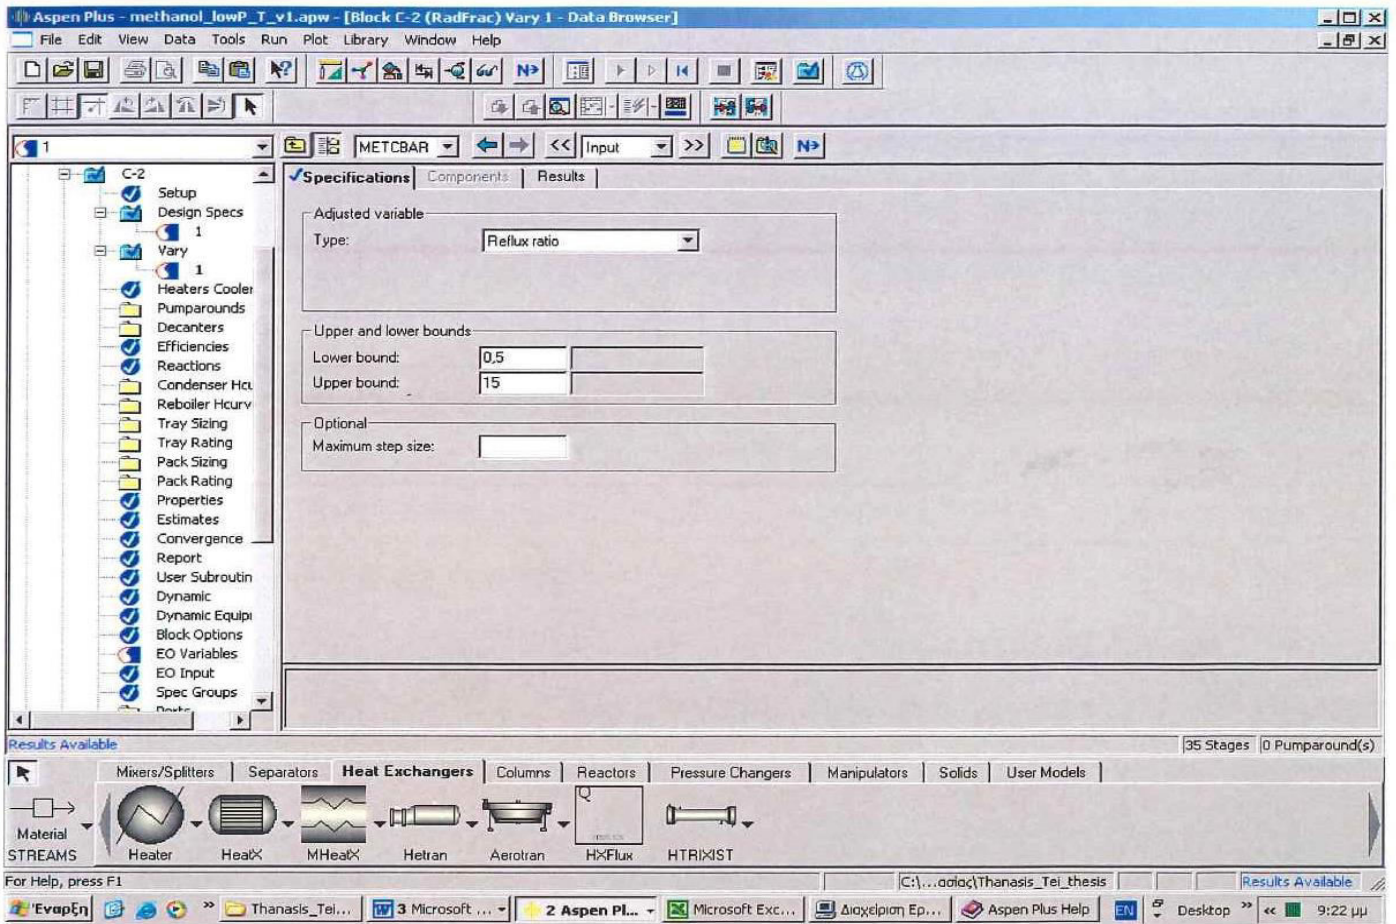 Aspen Plus - methanol_lowP_T_v1.apw - [Block C-2 (RadFrac) Vary 1 - Data Browser]
File Edit View Data Tools Run Plot Library Window Help
N
1
METCBAR
<< Input >>
N
C-2
Setup
Design Specs
1
Vary
1
Heaters Cooler
Pumparounds
Decanters
Efficiencies
Reactions
Condenser Hcu
Reboiler Hcurv
Tray Sizing
Tray Rating
Pack Sizing
Pack Rating
Properties
Estimates
Convergence
Report
User Subroutin
Dynamic
Dynamic Equip
Block Options
EO Variables
EO Input
Spec Groups
Specifications Components Results
Adjusted variable
Type: Reflux ratio
Upper and lower bounds
Lower bound: 0,5
Upper bound: 15
Optional
Maximum step size:
Results Available 35 Stages 0 Pumparound(s)
Mixers/Splitters Separators Heat Exchangers Columns Reactors Pressure Changers Manipulators Solids User Models
Q
Material
STREAMS Heater HeatX MHeatX Hetran Aerotran HXFlux HTRIXIST
For Help, press F1 C:\...ασίας\Thanasis_Tei_thesis Results Available
Έναρξη » Thanasis_Tei... 3 Microsoft ... 2 Aspen Pl... Microsoft Exc... Διαχείριση Ερ... Aspen Plus Help EN Desktop » « 9:22 μμ